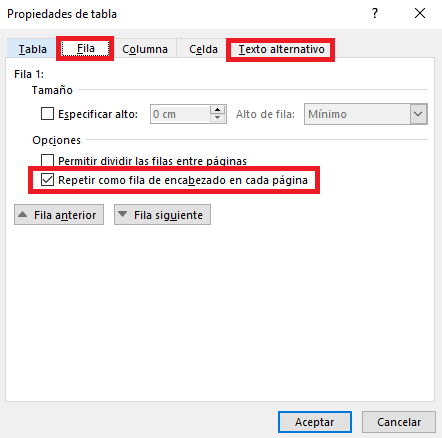 Propiedades de tabla ?
Tabla Fila Columna Celda Texto alternativo
Fila 1:
Tamaño
Especificar alto: 0 cm Alto de fila: Mínimo
Opciones
Permitir dividir las filas entre páginas
Repetir como fila de encabezado en cada página
Fila anterior Fila siguiente
Aceptar Cancelar